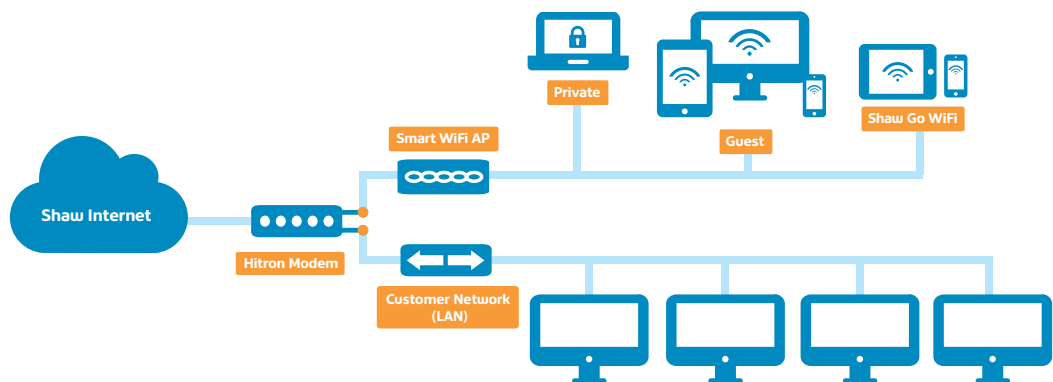 Private
Shaw Go WiFi
Smart WiFi AP
Guest
Shaw Internet
Hitron Modem
Customer Network
(LAN)